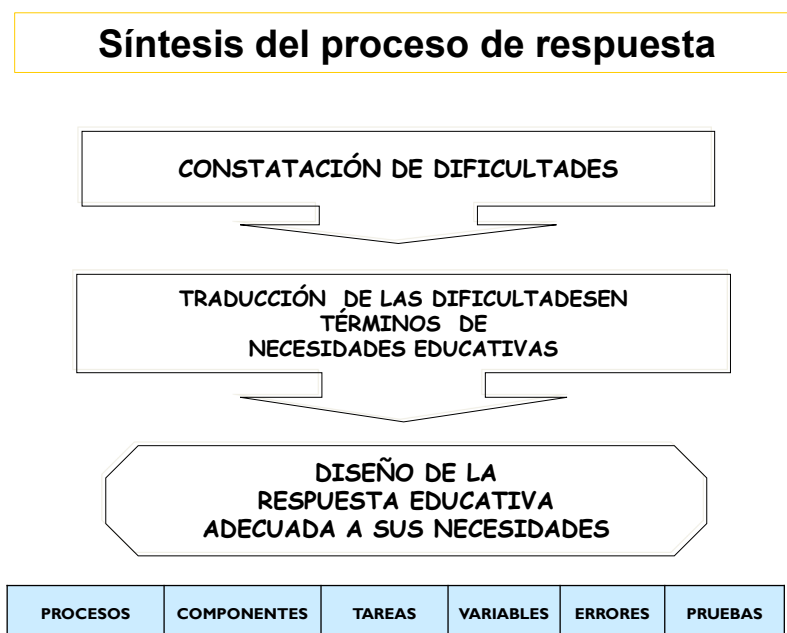 Síntesis del proceso de respuesta
CONSTATACIÓN DE DIFICULTADES
TRADUCCIÓN DE LAS DIFICULTADESEN
TÉRMINOS DE
NECESIDADES EDUCATIVAS
DISEÑO DE LA
RESPUESTA EDUCATIVA
ADECUADA A SUS NECESIDADES
PROCESOS COMPONENTES TAREAS VARIABLES ERRORES PRUEBAS